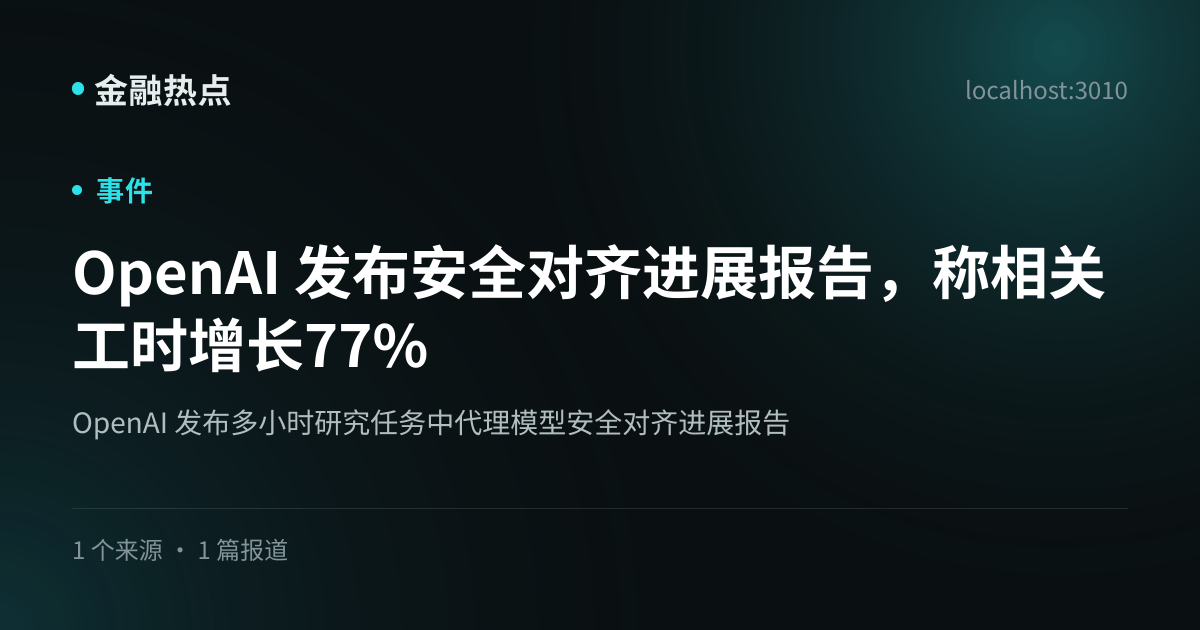 金融热点
localhost:3010
事件
OpenAI 发布安全对齐进展报告，称相关
工时增长77%
OpenAI 发布多小时研究任务中代理模型安全对齐进展报告
1 个来源 · 1 篇报道